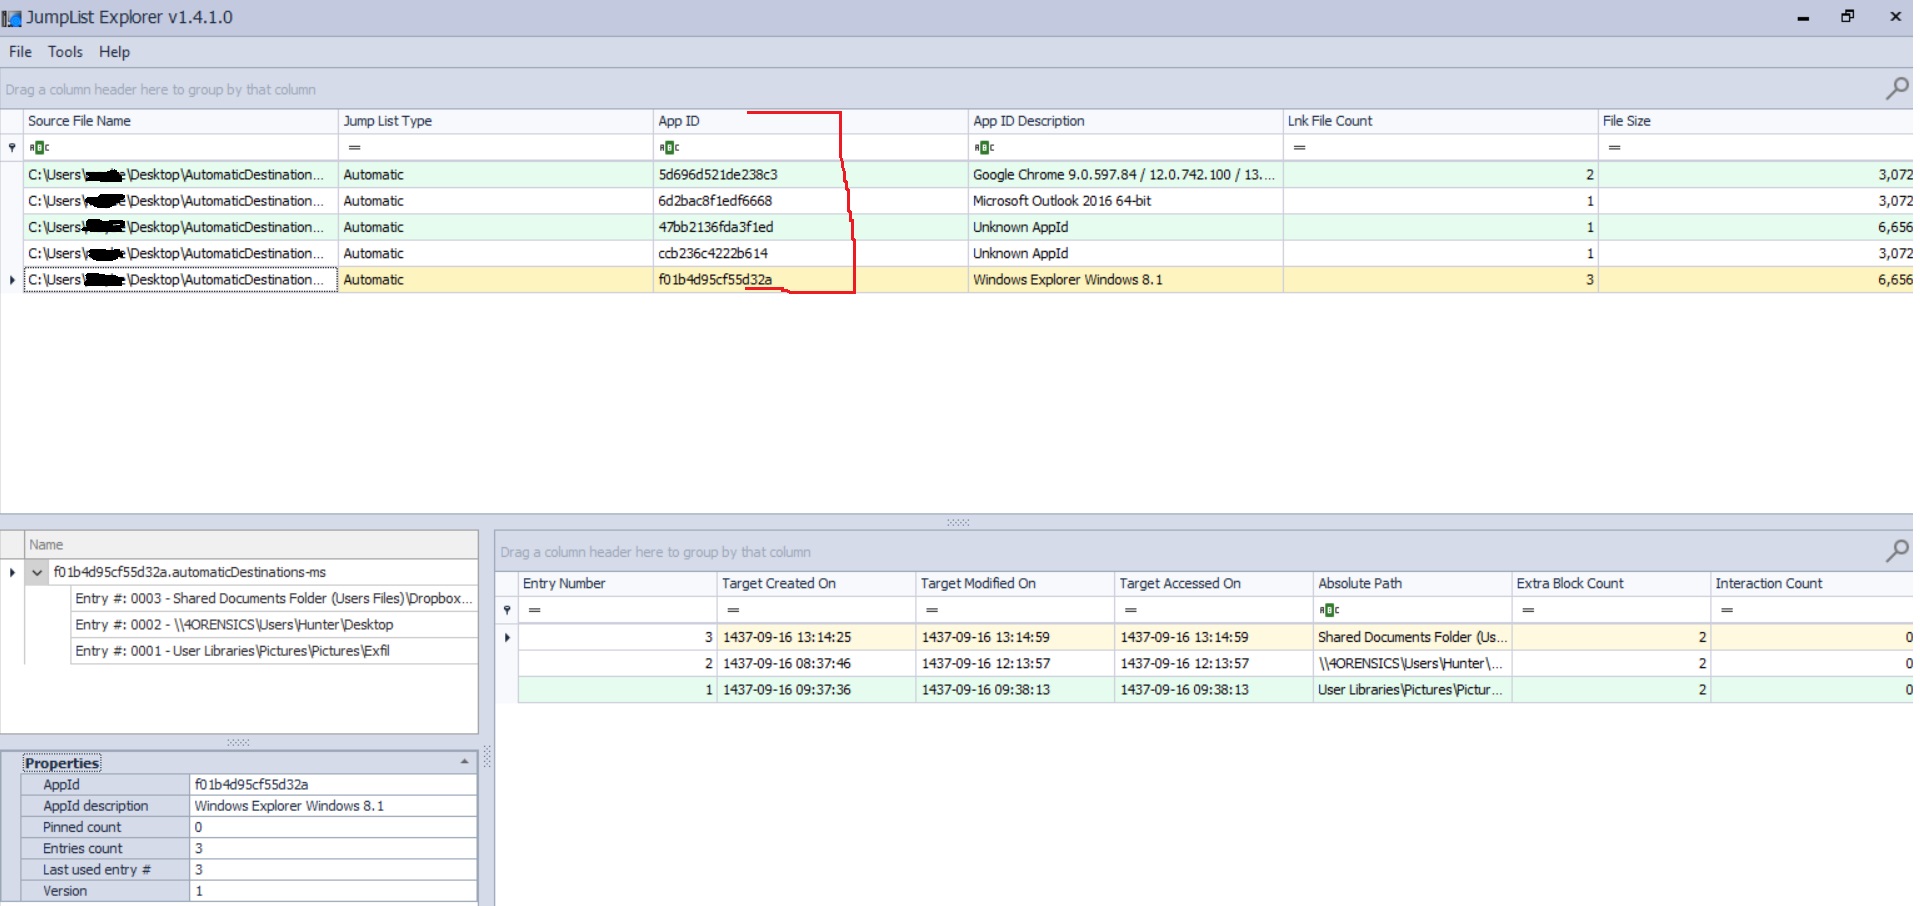 JumpList Explorer v1.4.1.0
File Tools Help
Drag a column header here to group by that column
Source File Name Jump List Type App ID App ID Description Lnk File Count File Size
ABC = ABC ABC = =
C:\Users\ \Desktop\AutomaticDestination... Automatic 5d696d521de238c3 Google Chrome 9.0.597.84 / 12.0.742.100 / 13.... 2 3,072
C:\Users\ e\Desktop\AutomaticDestination... Automatic 6d2bac8f1edf6668 Microsoft Outlook 2016 64-bit 1 3,072
C:\Users\ \Desktop\AutomaticDestination... Automatic 47bb2136fda3f1ed Unknown AppId 1 6,656
C:\Users\ e\Desktop\AutomaticDestination... Automatic ccb236c4222b614 Unknown AppId 1 3,072
C:\Users\ e\Desktop\AutomaticDestination... Automatic f01b4d95cf55d32a Windows Explorer Windows 8.1 3 6,656
Name
f01b4d95cf55d32a.automaticDestinations-ms
Entry #: 0003 - Shared Documents Folder (Users Files)\Dropbox...
Entry #: 0002 - \\4ORENSICS\Users\Hunter\Desktop
Entry #: 0001 - User Libraries\Pictures\Pictures\Exfil
Properties
AppId f01b4d95cf55d32a
AppId description Windows Explorer Windows 8.1
Pinned count 0
Entries count 3
Last used entry # 3
Version 1
Drag a column header here to group by that column
Entry Number Target Created On Target Modified On Target Accessed On Absolute Path Extra Block Count Interaction Count
= = = = ABC = =
3 1437-09-16 13:14:25 1437-09-16 13:14:59 1437-09-16 13:14:59 Shared Documents Folder (Us... 2 0
2 1437-09-16 08:37:46 1437-09-16 12:13:57 1437-09-16 12:13:57 \\4ORENSICS\Users\Hunter\... 2 0
1 1437-09-16 09:37:36 1437-09-16 09:38:13 1437-09-16 09:38:13 User Libraries\Pictures\Pictur... 2 0